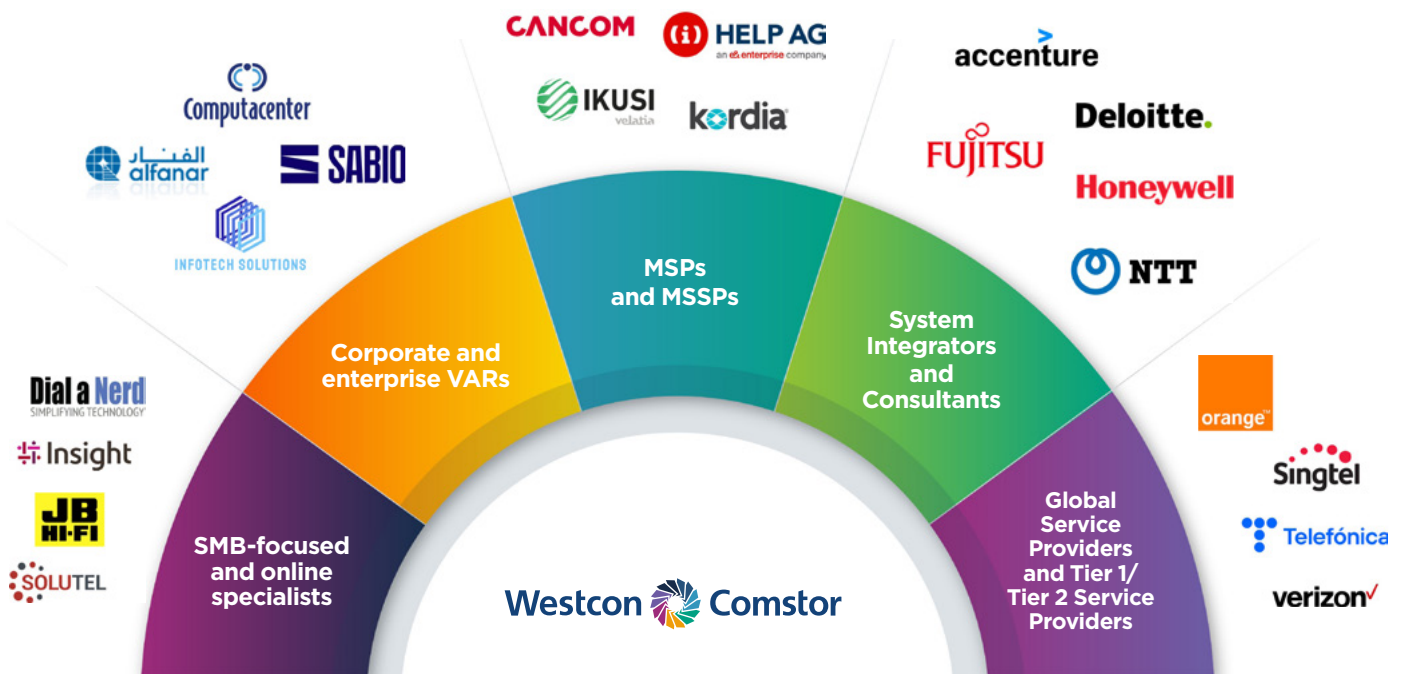 CANCOM
HELP AG
an e& enterprise company
IKUSI
velatia
kordia
accenture
Deloitte.
FUJITSU
Honeywell
NTT
Computacenter
الفنار
alfanar
SABIO
INFOTECH SOLUTIONS
MSPs
and MSSPs
System
Integrators
and
Consultants
Corporate and
enterprise VARs
Dial a Nerd
SIMPLIFYING TECHNOLOGY
Insight
JB
HI-FI
SOLUTEL
SMB-focused
and online
specialists
Westcon Comstor
Global
Service
Providers
and Tier 1/
Tier 2 Service
Providers
orange™
Singtel
Telefónica
verizon